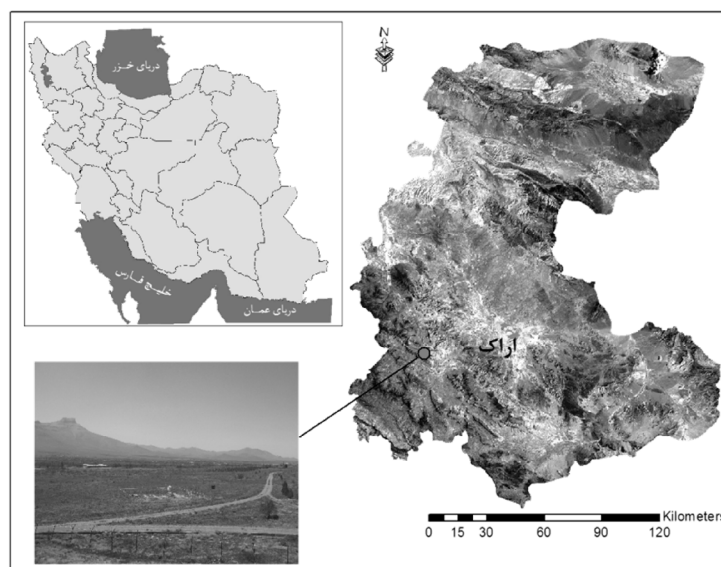 دریای خزر
خلیج فارس
دریای عمان
N
اراک
Kilometers
0 15 30 60 90 120